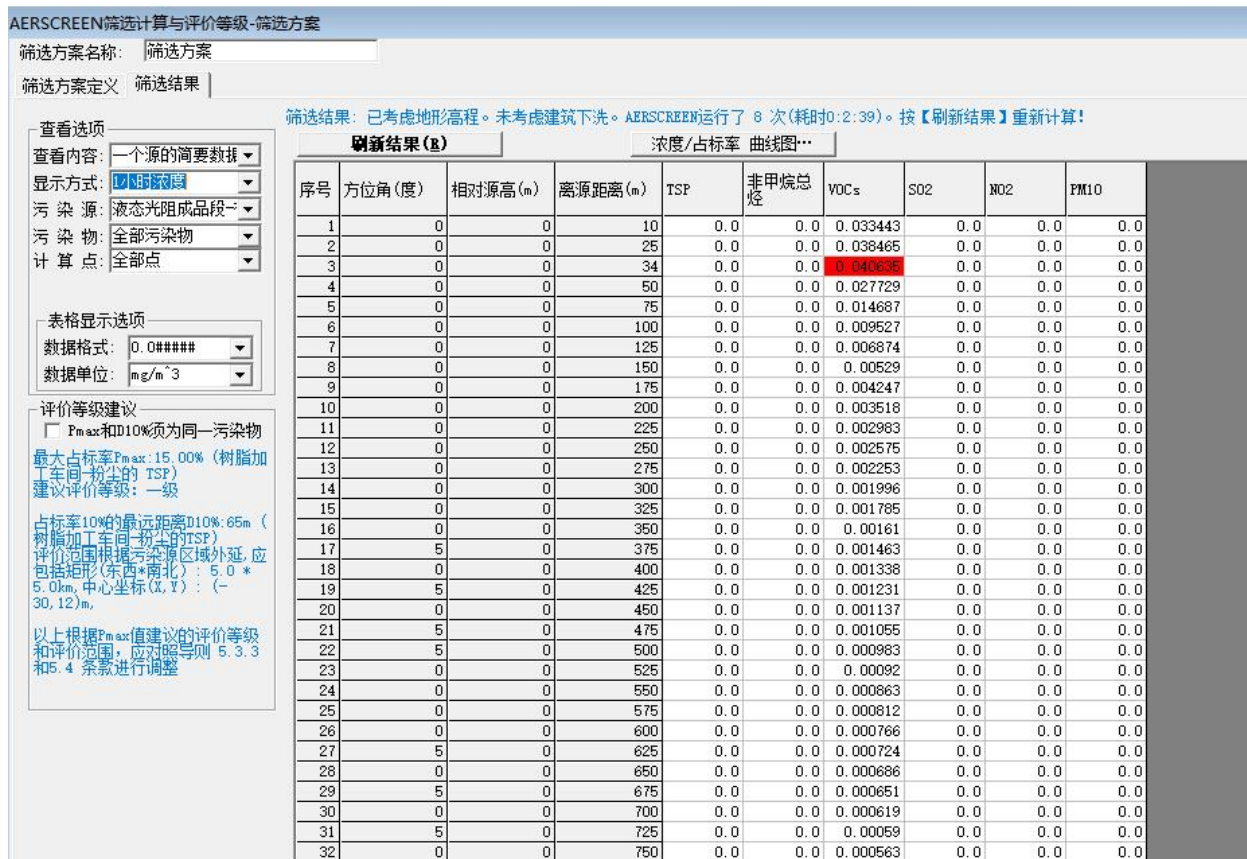 AERSCREEN筛选计算与评价等级-筛选方案
筛选方案名称: 筛选方案
筛选方案定义 筛选结果
筛选结果: 已考虑地形高程。未考虑建筑下洗。AERSCREEN运行了 8 次(耗时0:2:39)。按【刷新结果】重新计算!
刷新结果(R) 浓度/占标率 曲线图…
查看选项
查看内容: 一个源的简要数据
显示方式: 1小时浓度
污 染 源: 液态光阻成品段-
污 染 物: 全部污染物
计 算 点: 全部点
表格显示选项
数据格式: 0.0#####
数据单位: mg/m^3
评价等级建议
Pmax和D10%须为同一污染物
最大占标率Pmax:15.00% (树脂加
工车间-粉尘的 TSP)
建议评价等级: 一级
占标率10%的最远距离D10%:65m (
树脂加工车间-粉尘的TSP)
评价范围根据污染源区域外延,应
包括矩形(东西*南北): 5.0 *
5.0km,中心坐标(X,Y): (-
30,12)m,
以上根据Pmax值建议的评价等级
和评价范围，应对照导则 5.3.3
和5.4 条款进行调整
序号 方位角(度) 相对源高(m) 离源距离(m) TSP 非甲烷总烃 VOCs SO2 NO2 PM10
1 0 0 10 0.0 0.0 0.033443 0.0 0.0 0.0
2 0 0 25 0.0 0.0 0.038465 0.0 0.0 0.0
3 0 0 34 0.0 0.0 0.040635 0.0 0.0 0.0
4 0 0 50 0.0 0.0 0.027729 0.0 0.0 0.0
5 0 0 75 0.0 0.0 0.014687 0.0 0.0 0.0
6 0 0 100 0.0 0.0 0.009527 0.0 0.0 0.0
7 0 0 125 0.0 0.0 0.006874 0.0 0.0 0.0
8 0 0 150 0.0 0.0 0.00529 0.0 0.0 0.0
9 0 0 175 0.0 0.0 0.004247 0.0 0.0 0.0
10 0 0 200 0.0 0.0 0.003518 0.0 0.0 0.0
11 0 0 225 0.0 0.0 0.002983 0.0 0.0 0.0
12 0 0 250 0.0 0.0 0.002575 0.0 0.0 0.0
13 0 0 275 0.0 0.0 0.002253 0.0 0.0 0.0
14 0 0 300 0.0 0.0 0.001996 0.0 0.0 0.0
15 0 0 325 0.0 0.0 0.001785 0.0 0.0 0.0
16 0 0 350 0.0 0.0 0.00161 0.0 0.0 0.0
17 5 0 375 0.0 0.0 0.001463 0.0 0.0 0.0
18 0 0 400 0.0 0.0 0.001338 0.0 0.0 0.0
19 5 0 425 0.0 0.0 0.001231 0.0 0.0 0.0
20 0 0 450 0.0 0.0 0.001137 0.0 0.0 0.0
21 5 0 475 0.0 0.0 0.001055 0.0 0.0 0.0
22 5 0 500 0.0 0.0 0.000983 0.0 0.0 0.0
23 0 0 525 0.0 0.0 0.00092 0.0 0.0 0.0
24 0 0 550 0.0 0.0 0.000863 0.0 0.0 0.0
25 0 0 575 0.0 0.0 0.000812 0.0 0.0 0.0
26 0 0 600 0.0 0.0 0.000766 0.0 0.0 0.0
27 5 0 625 0.0 0.0 0.000724 0.0 0.0 0.0
28 0 0 650 0.0 0.0 0.000686 0.0 0.0 0.0
29 5 0 675 0.0 0.0 0.000651 0.0 0.0 0.0
30 0 0 700 0.0 0.0 0.000619 0.0 0.0 0.0
31 5 0 725 0.0 0.0 0.00059 0.0 0.0 0.0
32 0 0 750 0.0 0.0 0.000563 0.0 0.0 0.0